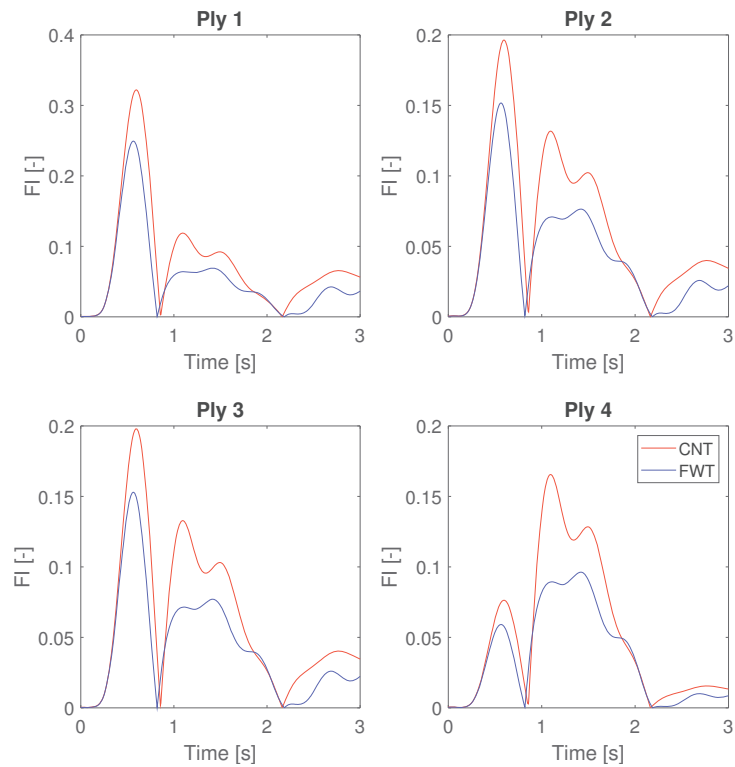 Ply 1
0.4
0.3
0.2
0.1
0
FI [-]
0 1 2 3
Time [s]
Ply 2
0.2
0.15
0.1
0.05
0
FI [-]
0 1 2 3
Time [s]
Ply 3
0.2
0.15
0.1
0.05
0
FI [-]
0 1 2 3
Time [s]
Ply 4
0.2
0.15
0.1
0.05
0
FI [-]
CNT
FWT
0 1 2 3
Time [s]